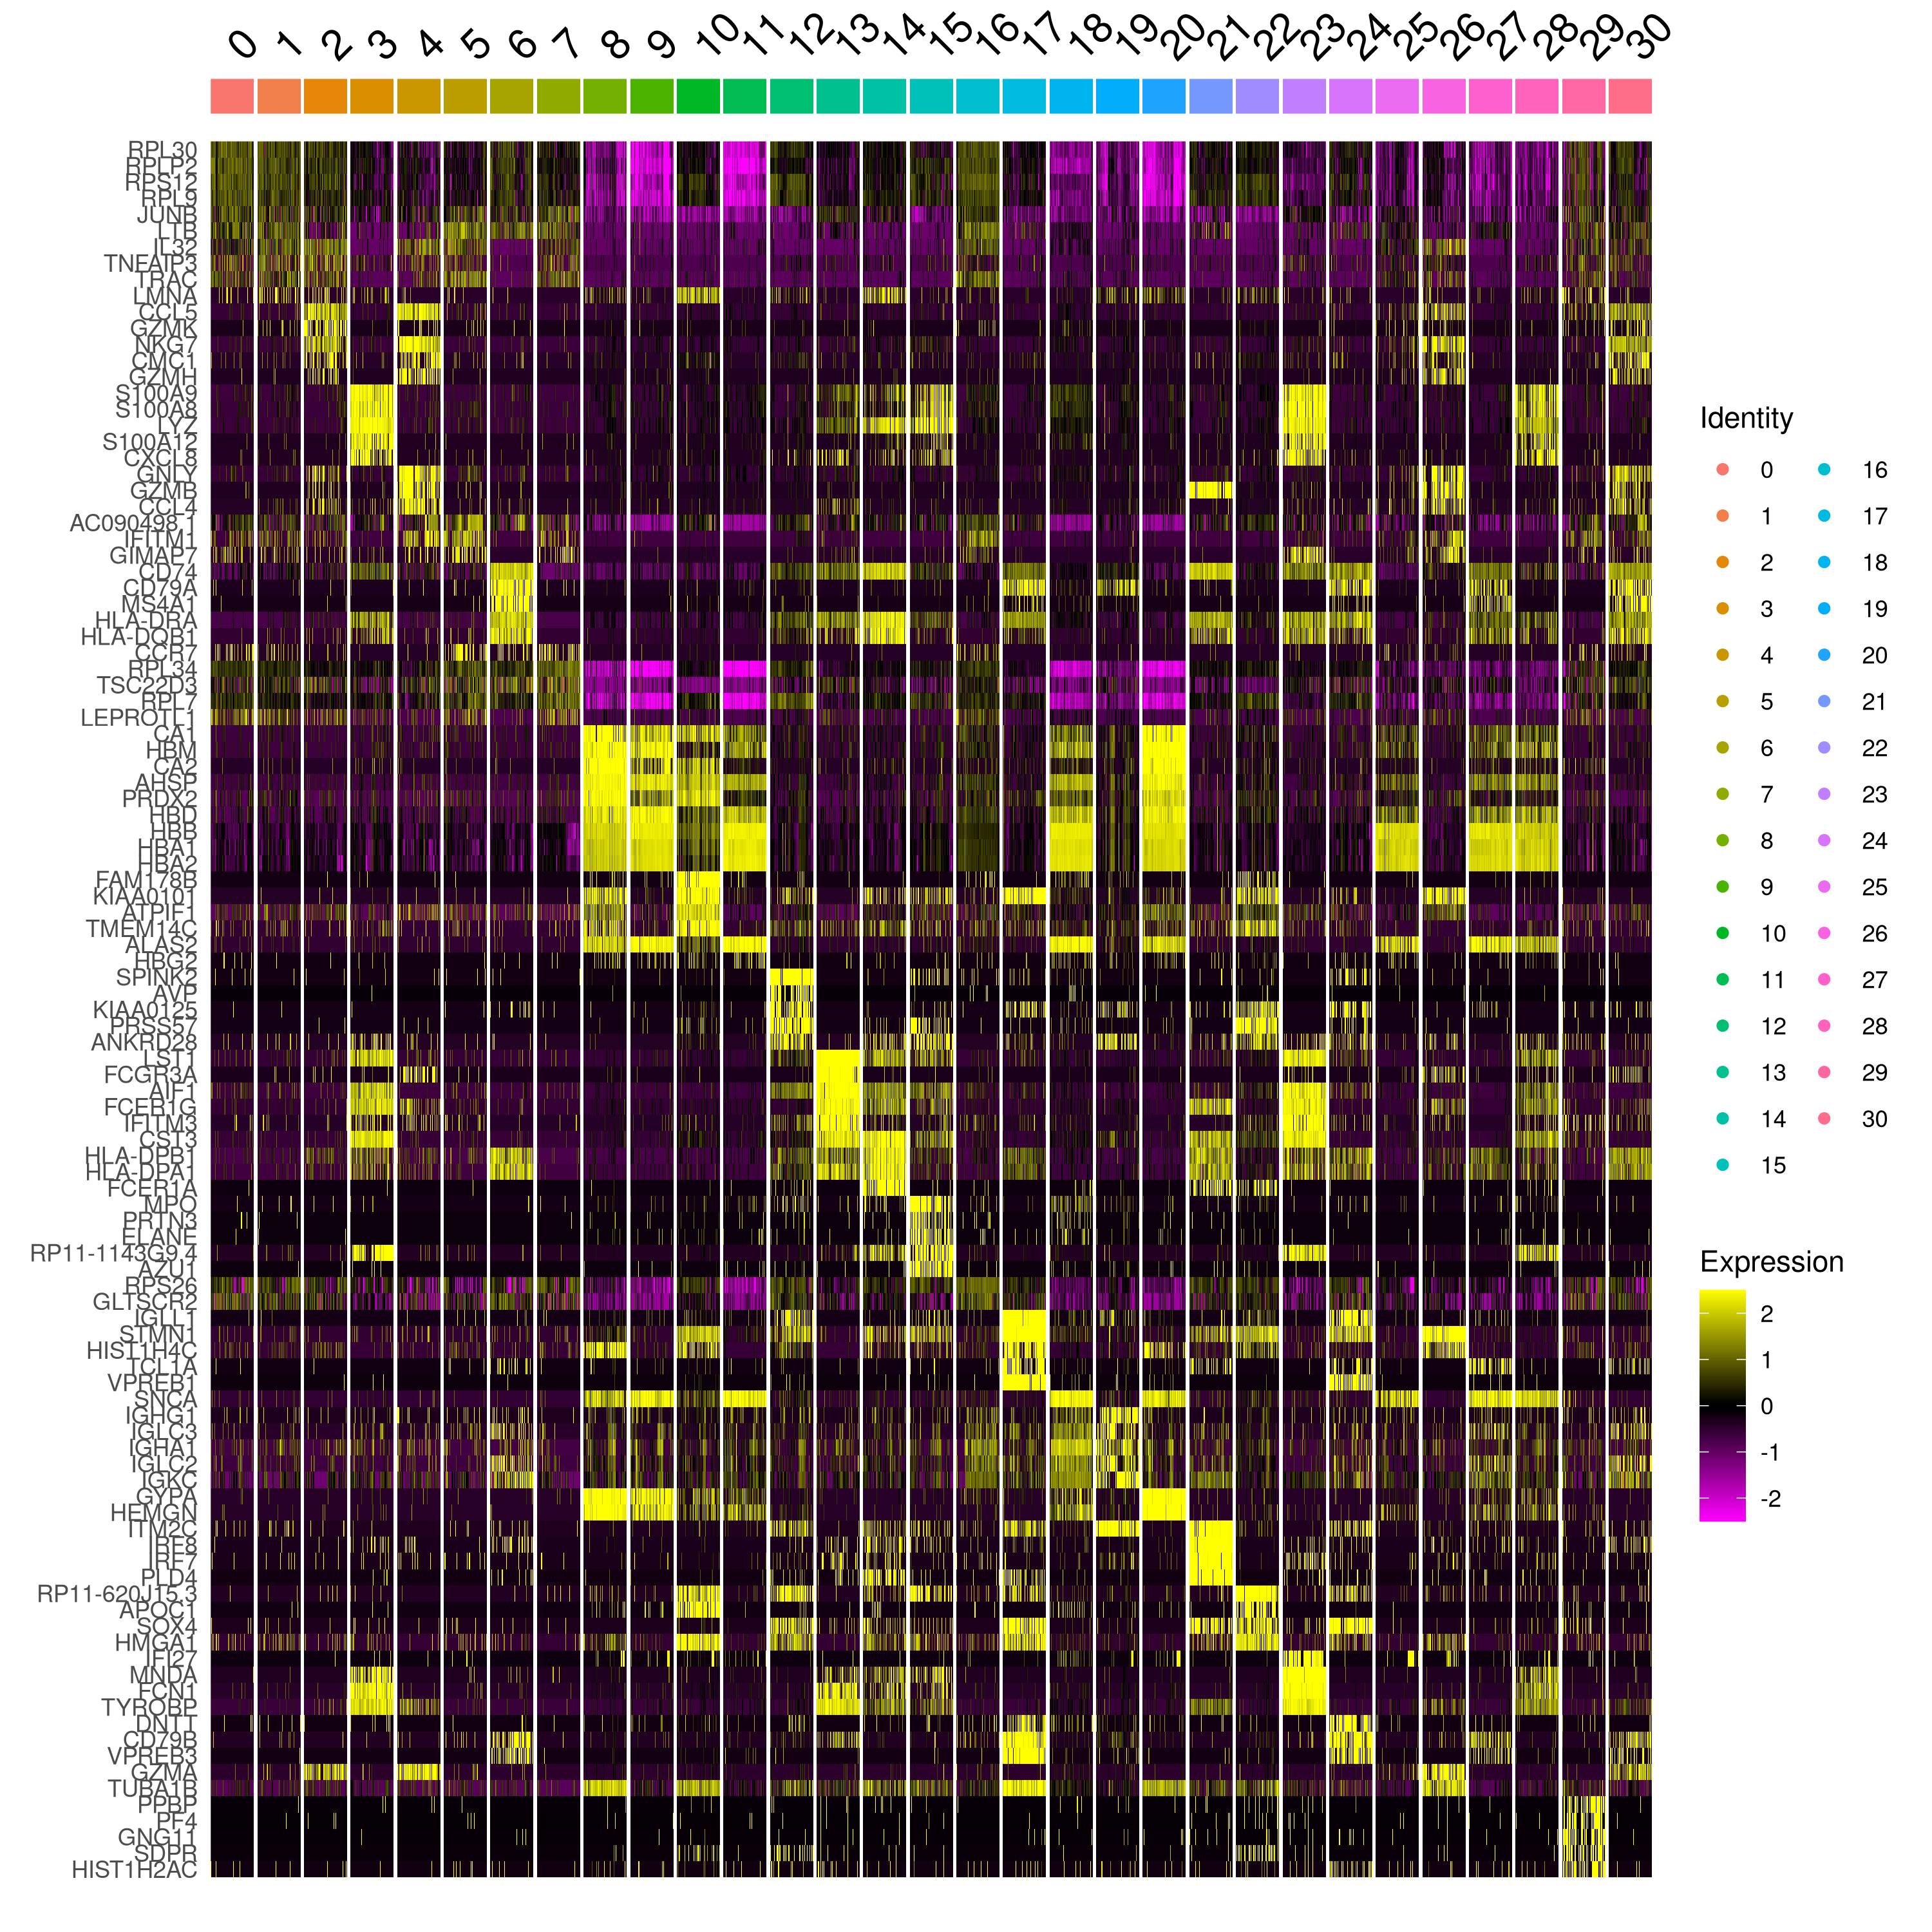 0 1 2 3 4 5 6 7 8 9 10 11 12 13 14 15 16 17 18 19 20 21 22 23 24 25 26 27 28 29 30
RPL30
RPLP2
RPS12
RPL9
JUNB
LTB
IL32
TNFAIP3
TRAC
LMNA
CCL5
GZMK
NKG7
CMC1
GZMH
S100A9
S100A8
LYZ
S100A12
CXCL8
GNLY
GZMB
CCL4
AC090498.1
IFITM1
GIMAP7
CD74
CD79A
MS4A1
HLA-DRA
HLA-DQB1
CCR7
RPL34
TSC22D3
RPL7
LEPROTL1
CA1
HBM
CA2
AHSP
PRDX2
HBD
HBB
HBA1
HBA2
FAM178B
KIAA0101
ATPIF1
TMEM14C
ALAS2
HBG2
SPINK2
AVP
KIAA0125
PRSS57
ANKRD28
LST1
FCGR3A
AIF1
FCER1G
IFITM3
CST3
HLA-DPB1
HLA-DPA1
FCER1A
MPO
PRTN3
ELANE
RP11-1143G9.4
AZU1
RPS26
GLTSCR2
IGLL1
STMN1
HIST1H4C
TCL1A
VPREB1
SNCA
IGHG1
IGLC3
IGHA1
IGLC2
IGKC
GYPA
HEMGN
ITM2C
IRF8
IRF7
PLD4
RP11-620J15.3
APOC1
SOX4
HMGA1
IFI27
MNDA
FCN1
TYROBP
DNTT
CD79B
VPREB3
GZMA
TUBA1B
PPBP
PF4
GNG11
SDPR
HIST1H2AC
Identity
0 16
1 17
2 18
3 19
4 20
5 21
6 22
7 23
8 24
9 25
10 26
11 27
12 28
13 29
14 30
15
Expression
2
1
0
-1
-2